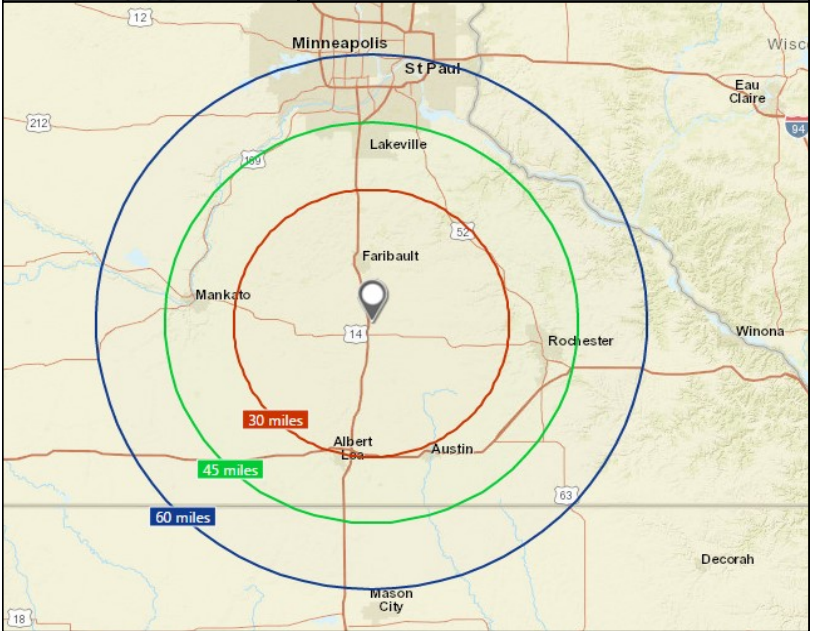 12
Minneapolis
Wisc
St Paul
Eau
Claire
212
94
Lakeville
169
52
Faribault
Mankato
14
Winona
Rochester
30 miles
Albert
Lea
Austin
45 miles
63
60 miles
Decorah
Mason
City
18